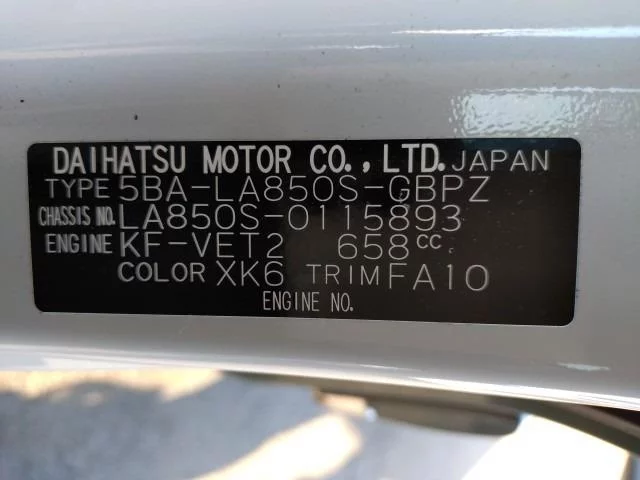 DAIHATSU MOTOR CO., LTD. JAPAN
TYPE 5BA-LA850S-GBPZ
CHASSIS NO. LA850S-0115893
ENGINE KF-VET2 658cc
COLOR XK6 TRIM FA10
ENGINE NO.